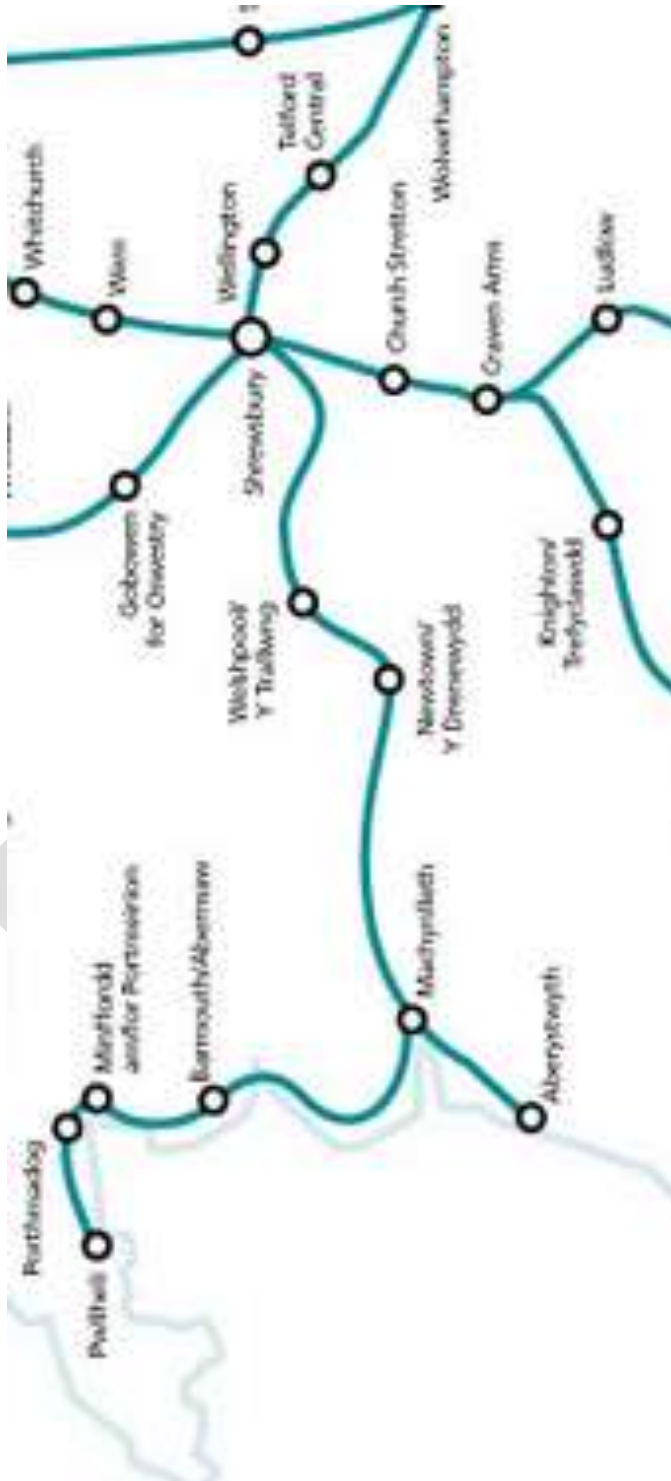 Whitchurch
Wem
Wellington
Telford
Central
Wolverhampton
Shrewsbury
Church Stretton
Craven Arms
Ludlow
Gobowen
for Oswestry
Welshpool/
Y Trallwng
Newtown/
Y Drenewydd
Knighton/
Trefyclawdd
Minffordd
am/for Portmeirion
Barmouth/Abermaw
Machynlleth
Aberystwyth
Porthmadog
Pwllheli